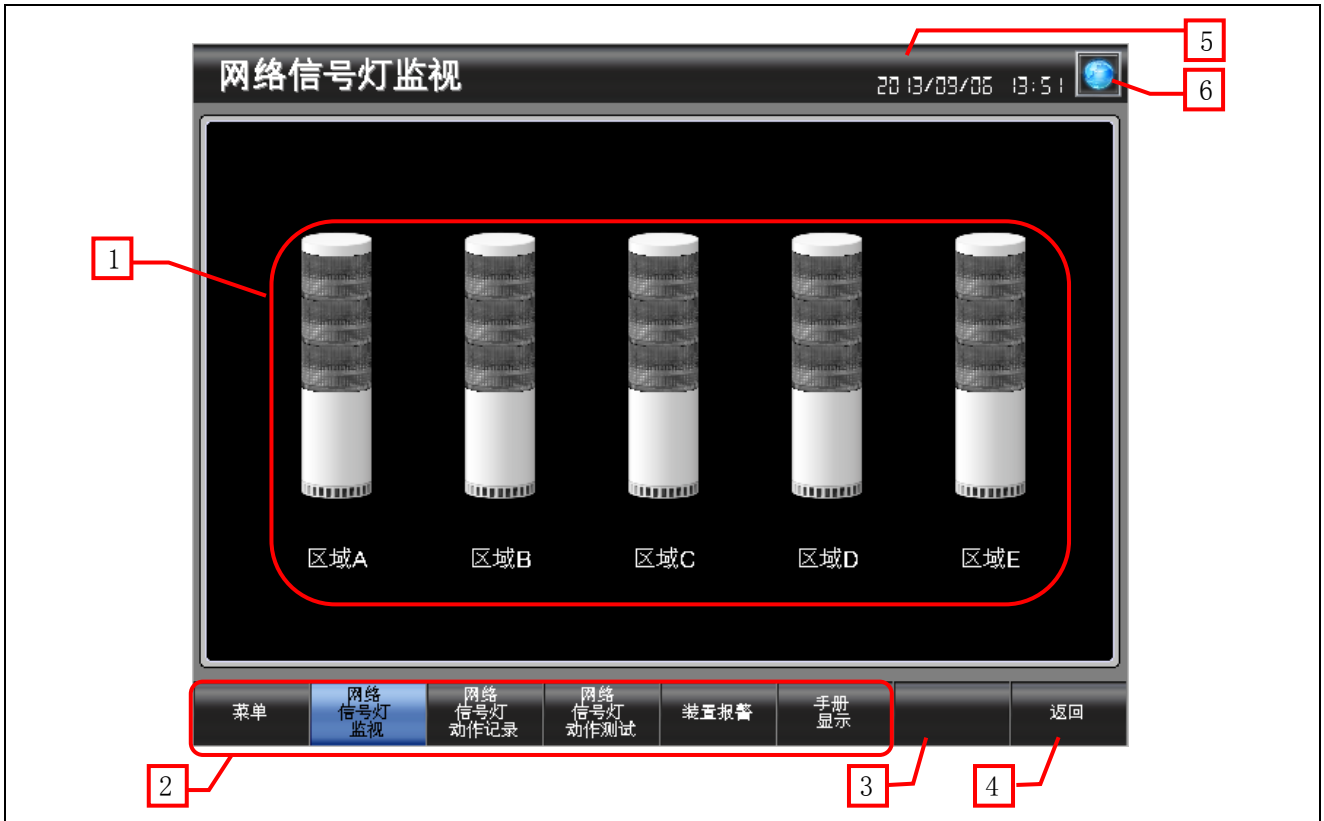 5
网络信号灯监视
2013/09/06 13:51
6
1
区域A 区域B 区域C 区域D 区域E
菜单
网络
信号灯
监视
网络
信号灯
动作记录
网络
信号灯
动作测试
装置报警
手册
显示
返回
2
3
4